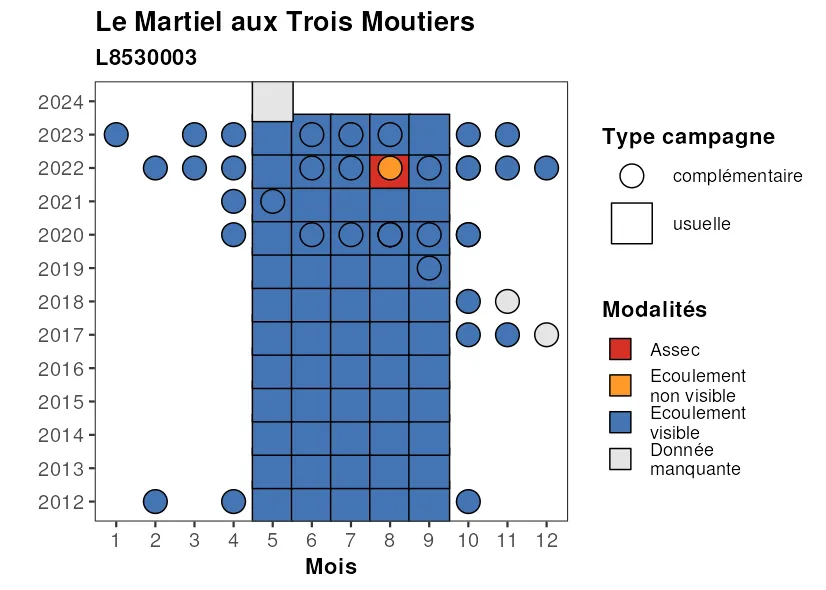 Le Martiel aux Trois Moutiers
L8530003
2024
2023
2022
2021
2020
2019
2018
2017
2016
2015
2014
2013
2012
1 2 3 4 5 6 7 8 9 10 11 12
Mois
Type campagne
complémentaire
usuelle
Modalités
Assec
Ecoulement
non visible
Ecoulement
visible
Donnée
manquante